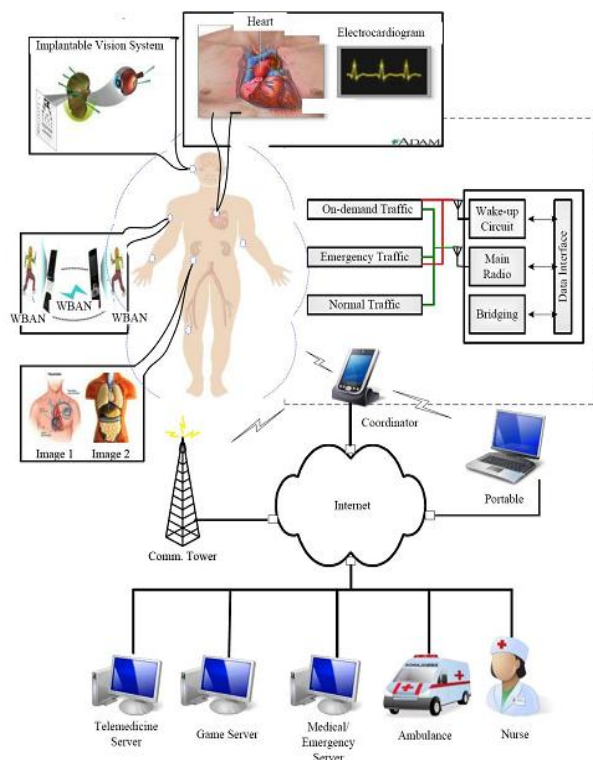 Heart
Implantable Vision System
Electrocardiogram
ADAM
On-demand Traffic
Emergency Traffic
Normal Traffic
Wake-up
Circuit
Main
Radio
Bridging
Data Interface
WBAN
WBAN
WBAN
Image 1
Image 2
Coordinator
Internet
Portable
Comm. Tower
Telemedicine
Server
Game Server
Medical/
Emergency
Server
Ambulance
Nurse